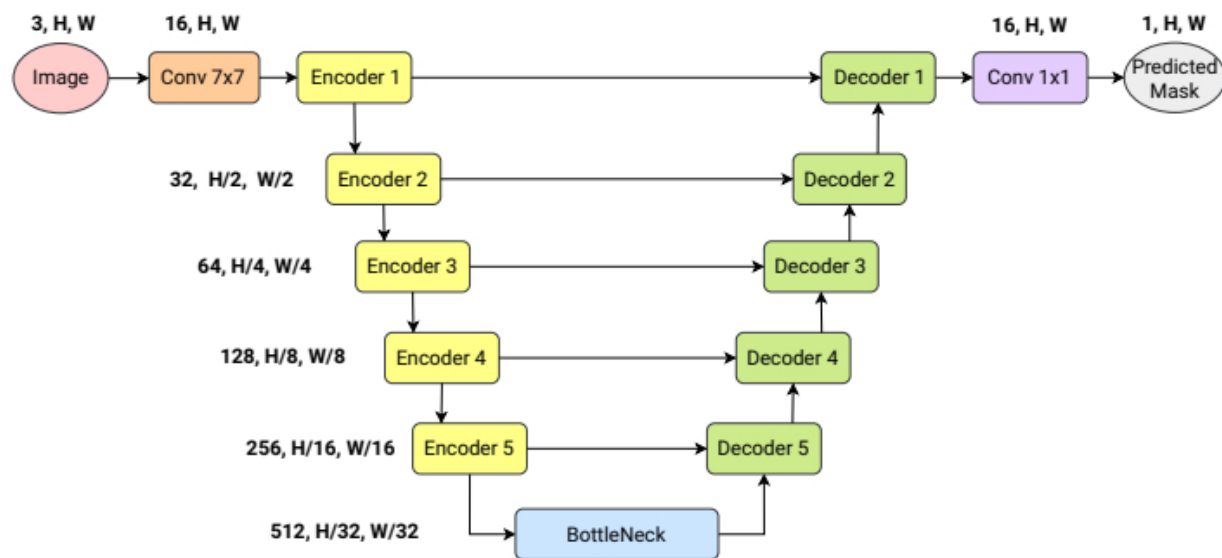 3, H, W
16, H, W
16, H, W
1, H, W
Image
Conv 7x7
Encoder 1
Decoder 1
Conv 1x1
Predicted
Mask
32, H/2, W/2
Encoder 2
Decoder 2
64, H/4, W/4
Encoder 3
Decoder 3
128, H/8, W/8
Encoder 4
Decoder 4
256, H/16, W/16
Encoder 5
Decoder 5
512, H/32, W/32
BottleNeck